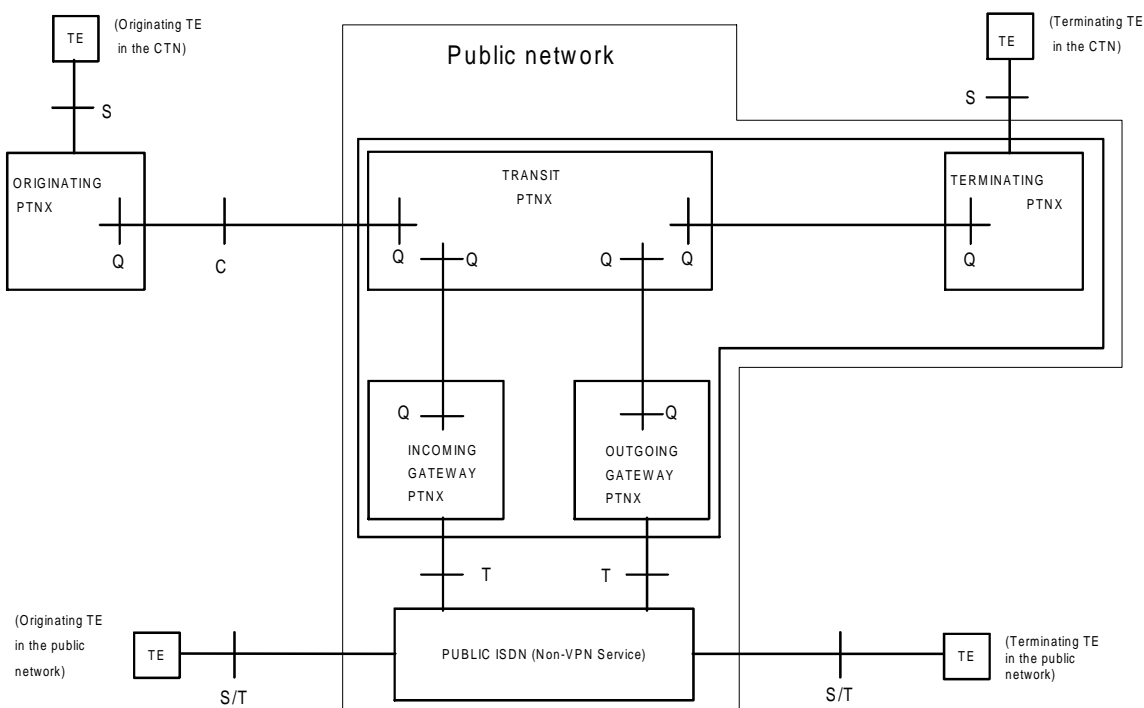 TE
(Originating TE
in the CTN)
Public network
TE
(Terminating TE
in the CTN)
S
S
ORIGINATING
PTNX
TRANSIT
PTNX
TERMINATING
PTNX
Q
C
Q
Q
Q
Q
Q
Q
Q
INCOMING
GATEWAY
PTNX
OUTGOING
GATEWAY
PTNX
T
T
(Originating TE
in the public
network)
TE
S/T
PUBLIC ISDN (Non-VPN Service)
S/T
TE
(Terminating TE
in the public
network)